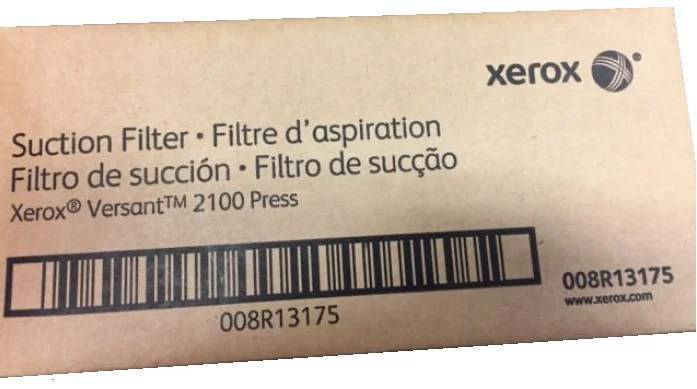 xerox
Suction Filter • Filtre d'aspiration
Filtro de succión • Filtro de sucção
Xerox® Versant™ 2100 Press
008R13175
008R13175
www.xerox.com